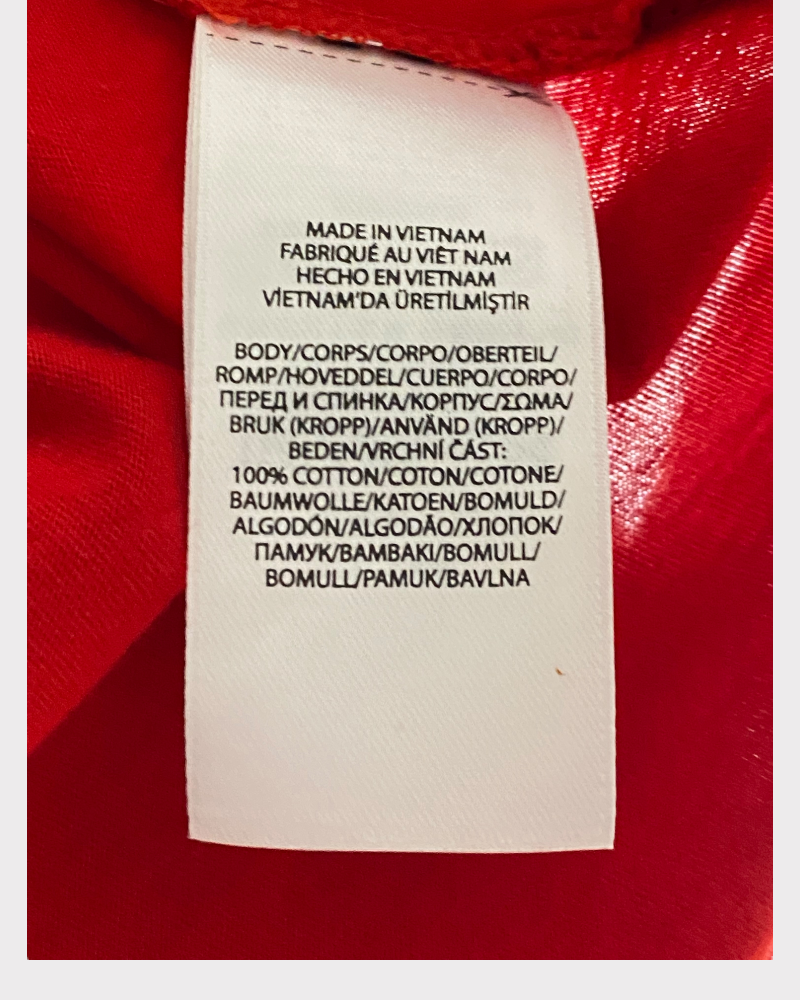 MADE IN VIETNAM
FABRIQUÉ AU VIÊT NAM
HECHO EN VIETNAM
VİETNAM'DA ÜRETİLMİŞTİR
BODY/CORPS/CORPO/OBERTEIL/
ROMP/HOVEDDEL/CUERPO/CORPO/
ПЕРЕД И СПИНКА/КОРПУС/ΣΩΜΑ/
BRUK (KROPP)/ANVÄND (KROPP)/
BEDEN/VRCHNÍ ČÁST:
100% COTTON/COTON/COTONE/
BAUMWOLLE/KATOEN/BOMULD/
ALGODÓN/ALGODÃO/ХЛОПОК/
ПАМУК/ΒΑΜΒΑΚΙ/BOMULL/
BOMULL/PAMUK/BAVLNA